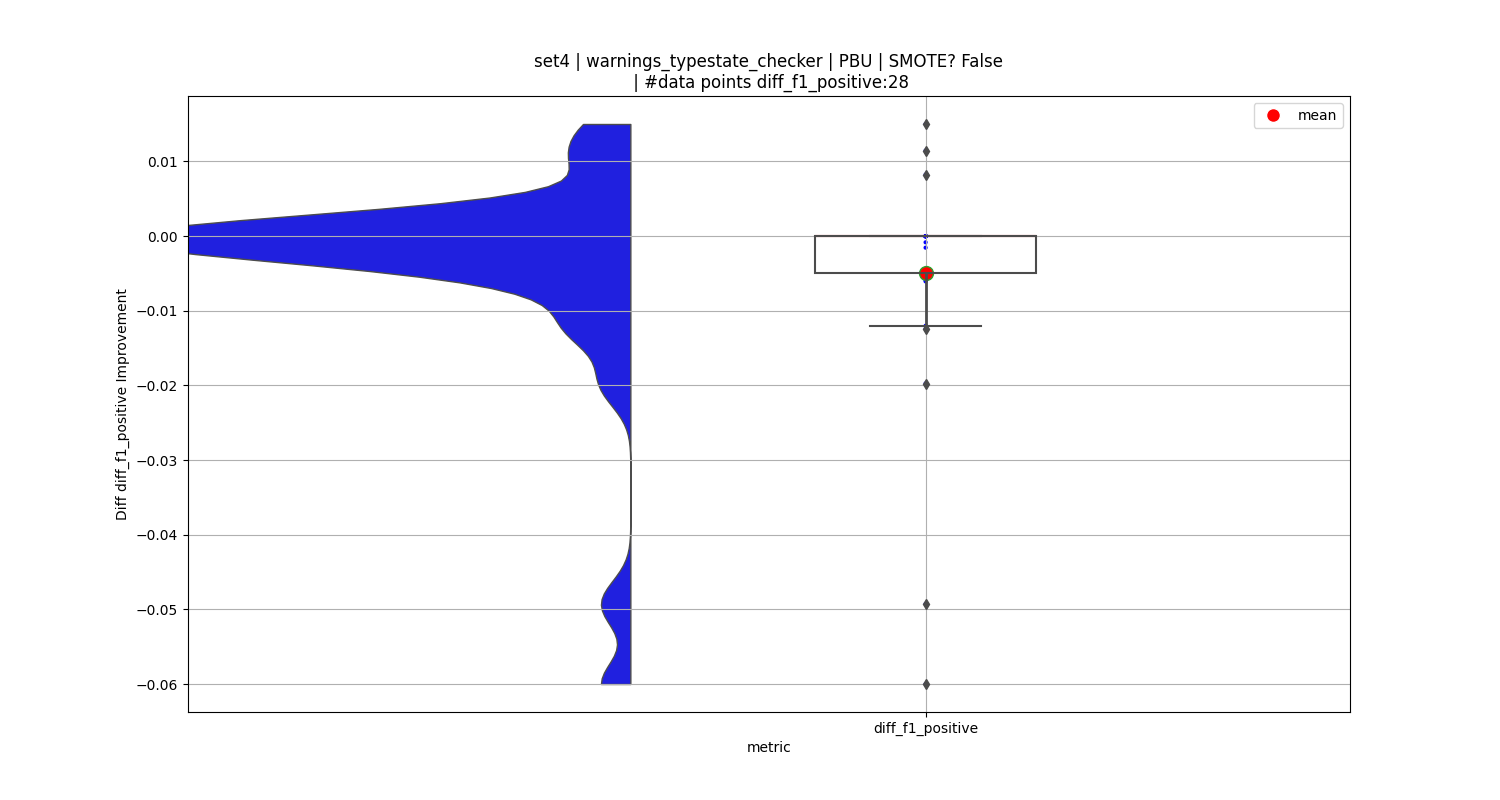 set4 | warnings_typestate_checker | PBU | SMOTE? False
| #data points diff_f1_positive:28
mean
0.01
0.00
−0.01
−0.02
−0.03
−0.04
−0.05
−0.06
Diff diff_f1_positive Improvement
diff_f1_positive
metric